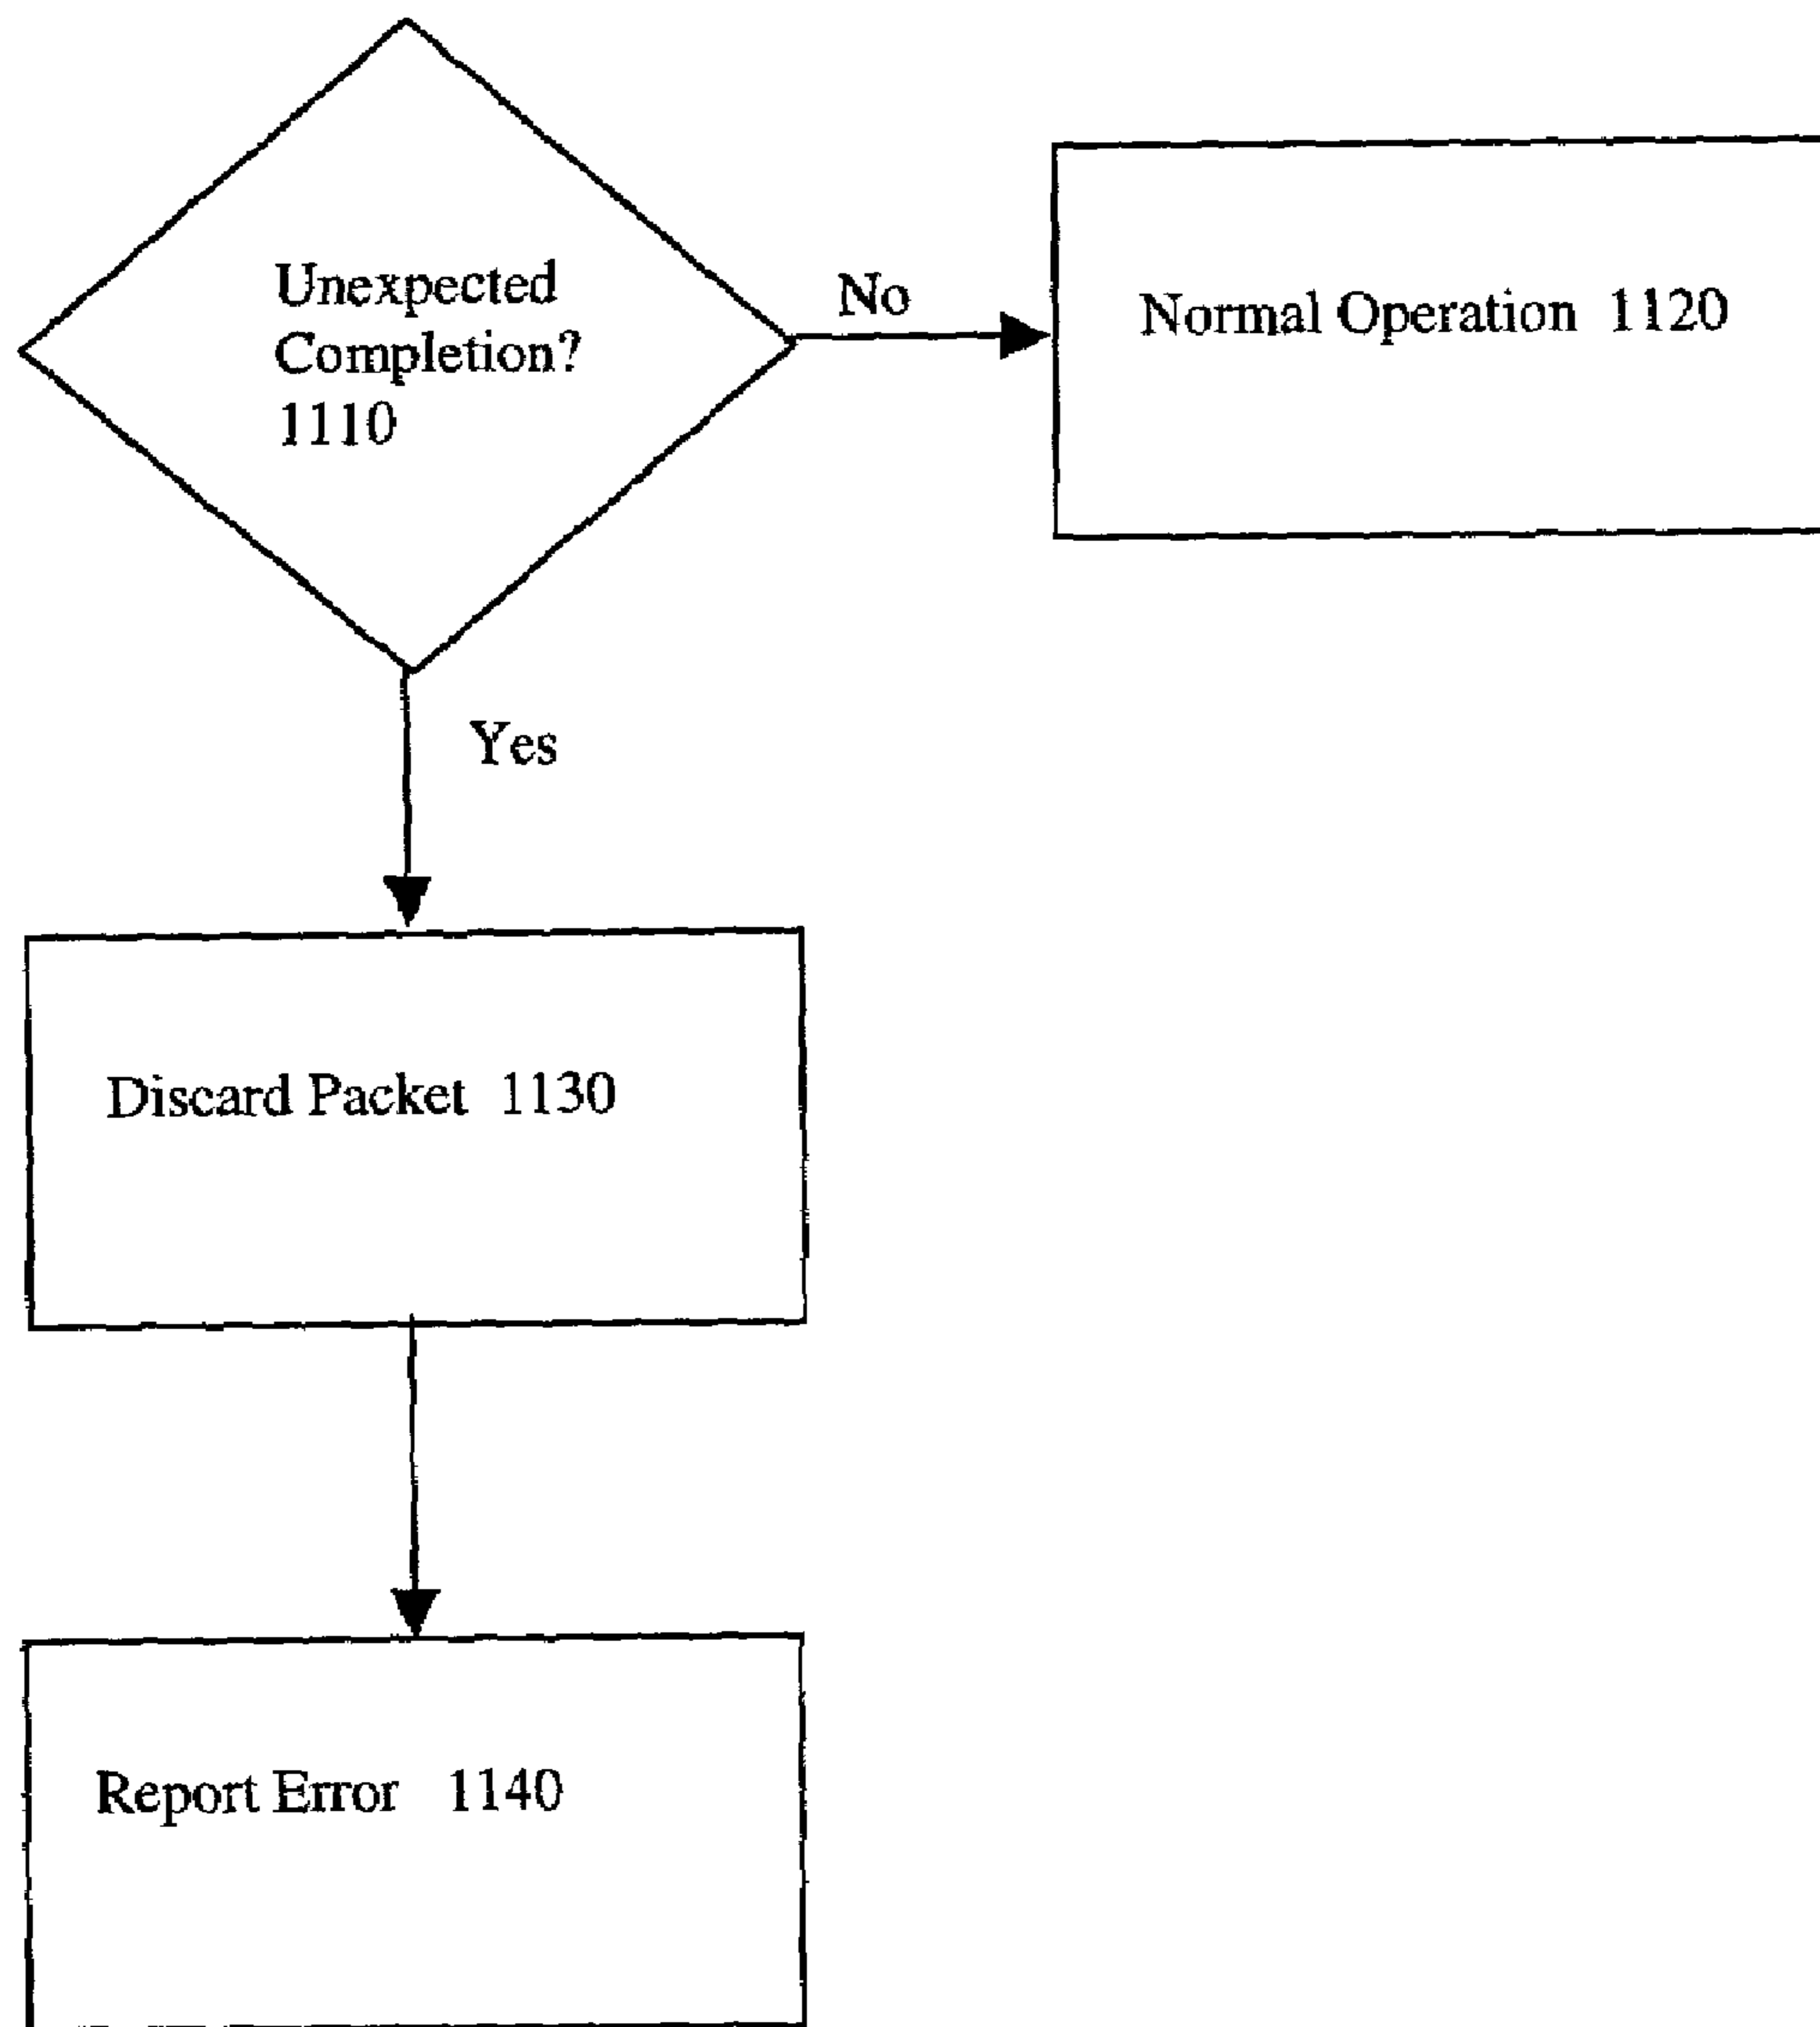 Unexpected
Completion?
1110
No
Normal Operation 1120
Yes
Discard Packet 1130
Report Error 1140